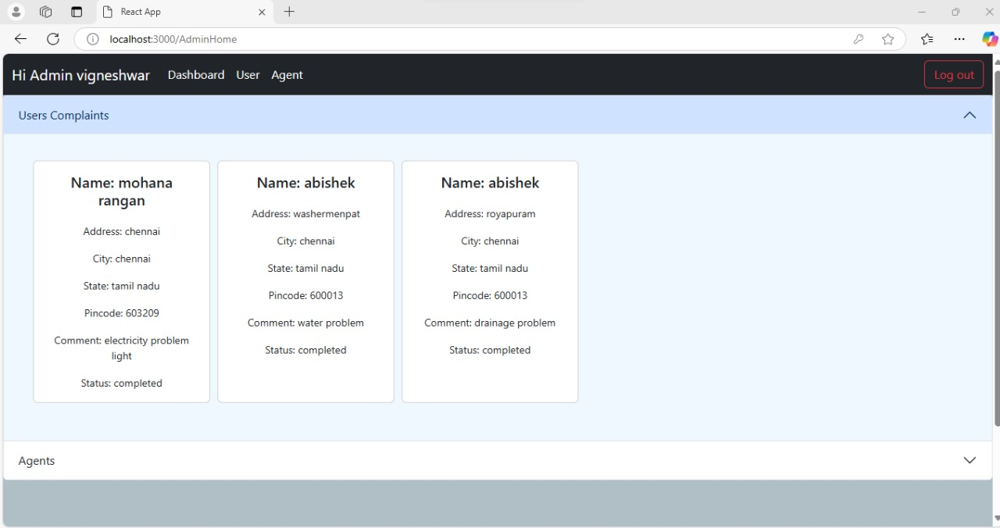 React App
localhost:3000/AdminHome
Hi Admin vigneshwar Dashboard User Agent Log out
Users Complaints
Name: mohana
rangan
Address: chennai
City: chennai
State: tamil nadu
Pincode: 603209
Comment: electricity problem
light
Status: completed
Name: abishek
Address: washermenpat
City: chennai
State: tamil nadu
Pincode: 600013
Comment: water problem
Status: completed
Name: abishek
Address: royapuram
City: chennai
State: tamil nadu
Pincode: 600013
Comment: drainage problem
Status: completed
Agents